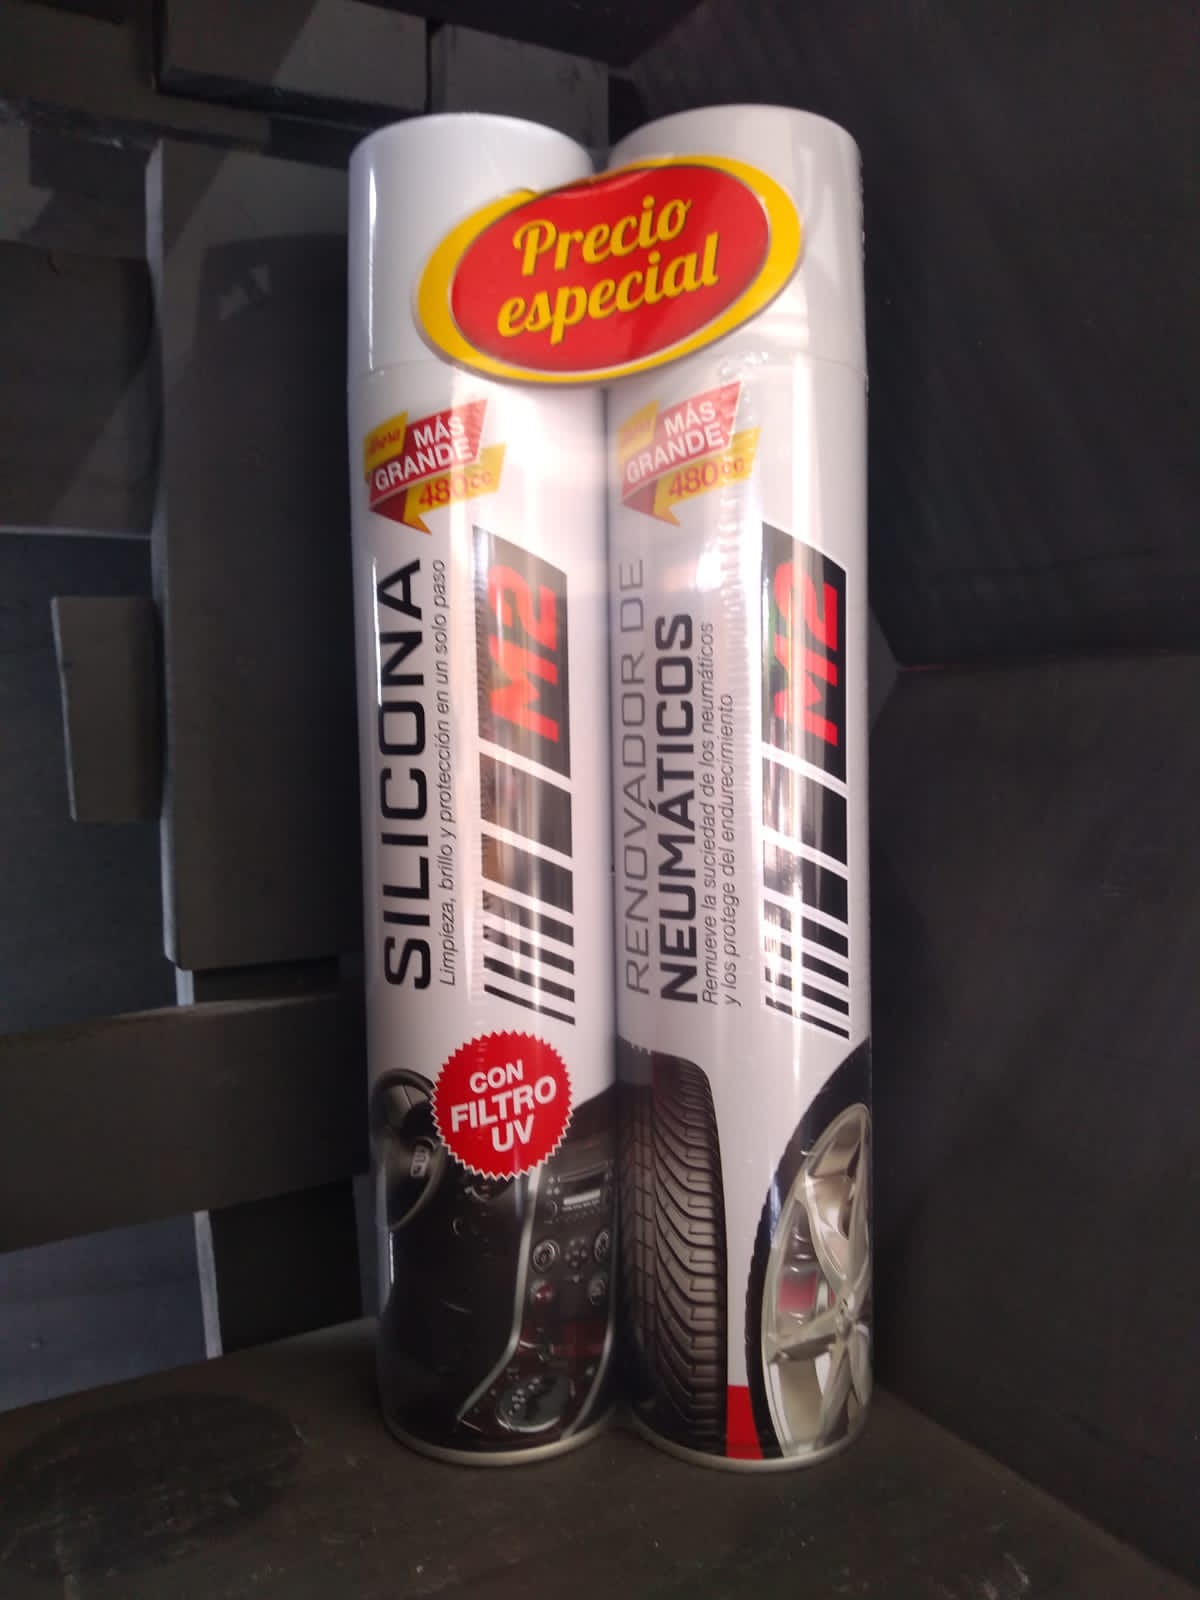 Precio
especial
Ahora
MÁS
GRANDE
480cc
SILICONA
Limpieza, brillo y protección en un solo paso
M2
CON
FILTRO
UV
MÁS
GRANDE
480cc
RENOVADOR DE
NEUMÁTICOS
Remueve la suciedad de los neumáticos
y los protege del endurecimiento
M2